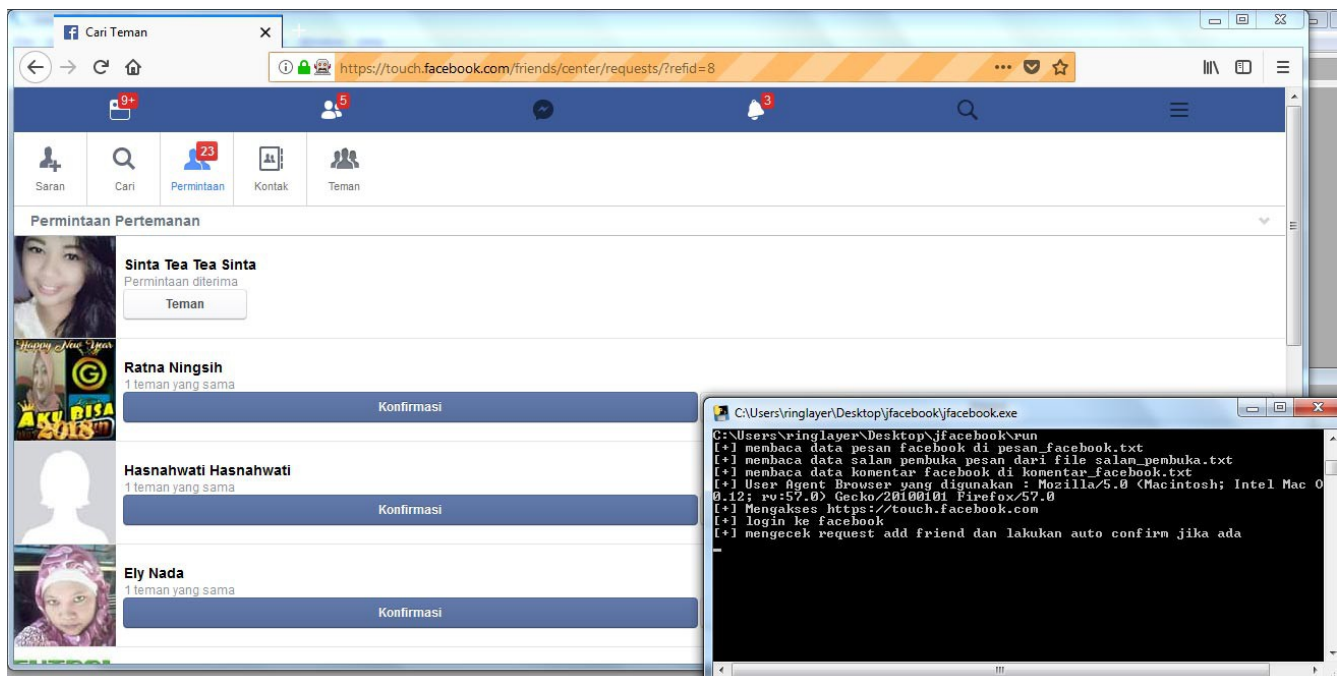 Cari Teman
https://touch.facebook.com/friends/center/requests/?refid=8
9+
5
3
23
Saran
Cari
Permintaan
Kontak
Teman
Permintaan Pertemanan
Sinta Tea Tea Sinta
Permintaan diterima
Teman
Happy New Year
G
AKU BISA
2018
Ratna Ningsih
1 teman yang sama
Konfirmasi
Hasnahwati Hasnahwati
1 teman yang sama
Konfirmasi
Ely Nada
1 teman yang sama
Konfirmasi
C:\Users\ringlayer\Desktop\jfacebook\jfacebook.exe
C:\Users\ringlayer\Desktop\jfacebook\run
[+] membaca data pesan facebook di pesan_facebook.txt
[+] membaca data salam pembuka pesan dari file salam_pembuka.txt
[+] membaca data komentar facebook di komentar_facebook.txt
[+] User Agent Browser yang digunakan : Mozilla/5.0 (Macintosh; Intel Mac O
0.12; rv:57.0) Gecko/20100101 Firefox/57.0
[+] Mengakses https://touch.facebook.com
[+] login ke facebook
[+] mengecek request add friend dan lakukan auto confirm jika ada